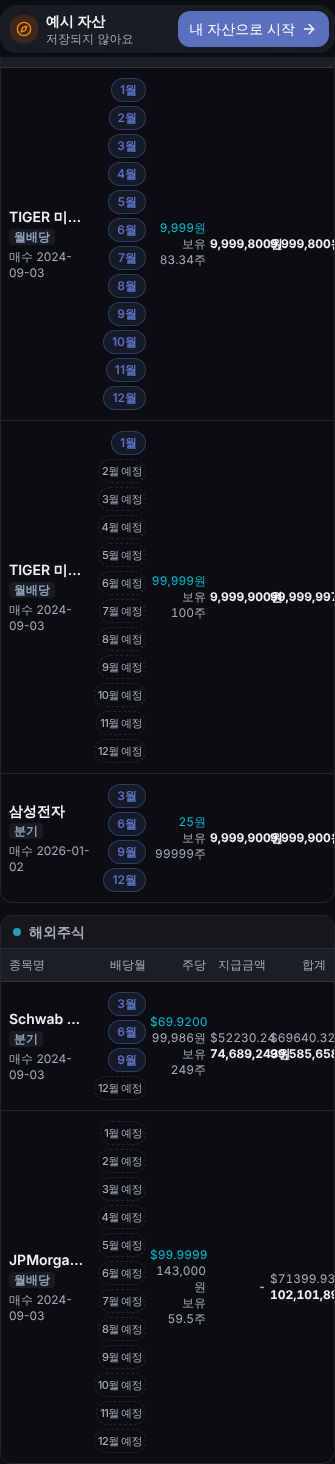 예시 자산
저장되지 않아요
내 자산으로 시작 →
TIGER 미...
월배당
매수 2024-
09-03
1월
2월
3월
4월
5월
6월
7월
8월
9월
10월
11월
12월
9,999원
보유
83.34주
9,999,800원
9,999,800
TIGER 미...
월배당
매수 2024-
09-03
1월
2월 예정
3월 예정
4월 예정
5월 예정
6월 예정
7월 예정
8월 예정
9월 예정
10월 예정
11월 예정
12월 예정
99,999원
보유
100주
9,999,900원
삼성전자
분기
매수 2026-01-
02
3월
6월
9월
12월
25원
보유
99999주
9,999,900원
9,999,900
해외주식
종목명 배당월 주당 지급금액 합계
Schwab ...
분기
매수 2024-
09-03
3월
6월
9월
12월 예정
$69.9200
99,986원
보유
249주
$52230.24
74,689,249원
$69640.32
JPMorga...
월배당
매수 2024-
09-03
1월 예정
2월 예정
3월 예정
4월 예정
5월 예정
6월 예정
7월 예정
8월 예정
9월 예정
10월 예정
11월 예정
12월 예정
$99.9999
143,000
원
보유
59.5주
-
$71399.93
102,101,89